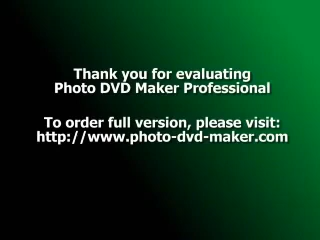 Thank you for evaluating
Photo DVD Maker Professional
To order full version, please visit:
http://www.photo-dvd-maker.com